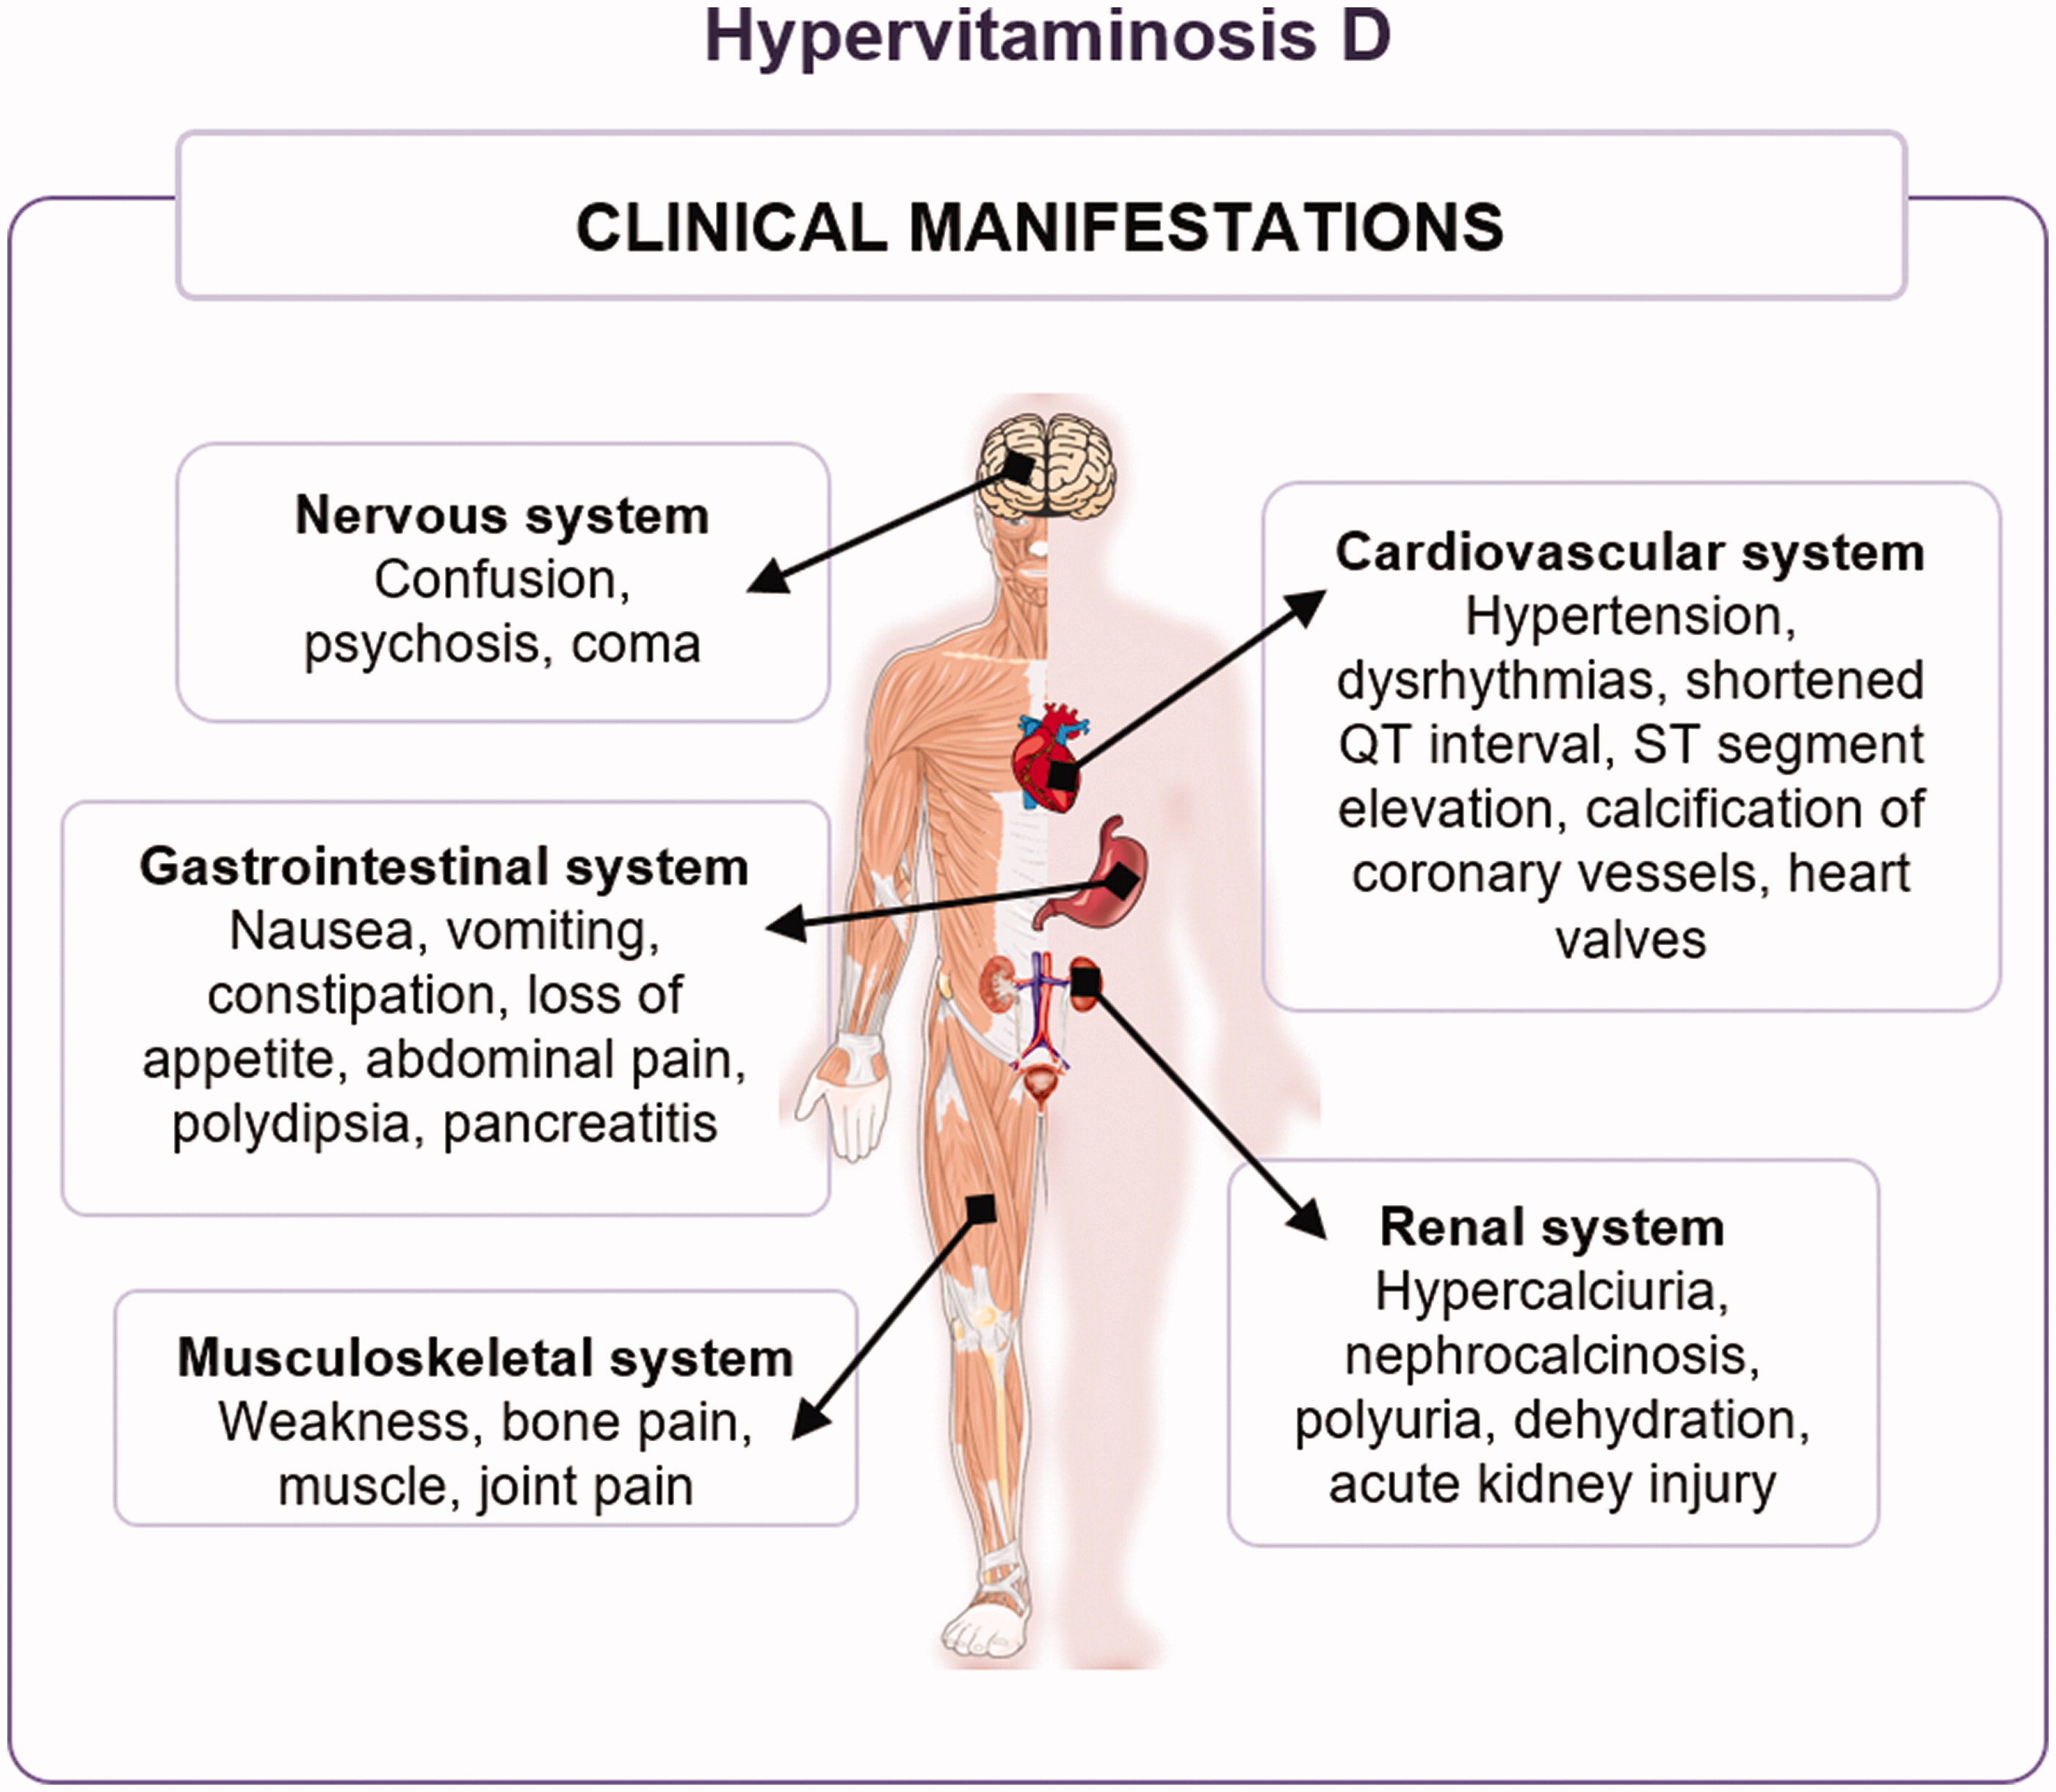 Hypervitaminosis D
CLINICAL MANIFESTATIONS
Nervous system
Confusion,
psychosis, coma
Cardiovascular system
Hypertension,
dysrhythmias, shortened
QT interval, ST segment
elevation, calcification of
coronary vessels, heart
valves
Gastrointestinal system
Nausea, vomiting,
constipation, loss of
appetite, abdominal pain,
polydipsia, pancreatitis
Renal system
Hypercalciuria,
nephrocalcinosis,
polyuria, dehydration,
acute kidney injury
Musculoskeletal system
Weakness, bone pain,
muscle, joint pain